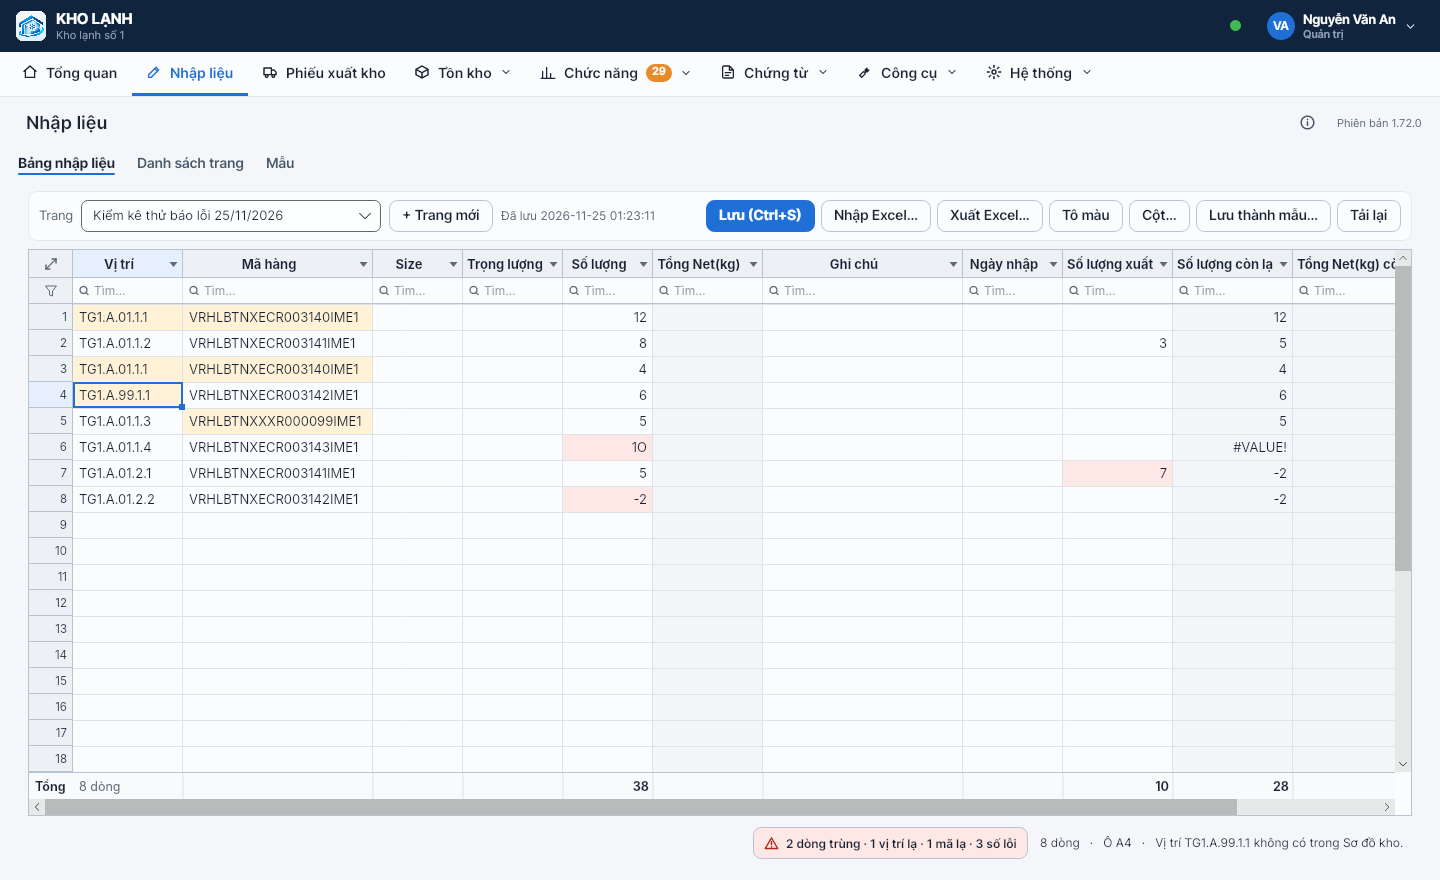 KHO LẠNH
Kho lạnh số 1
VA
Nguyễn Văn An
Quản trị
Tổng quan
Nhập liệu
Phiếu xuất kho
Tồn kho
Chức năng 29
Chứng từ
Công cụ
Hệ thống
Nhập liệu
Phiên bản 1.72.0
Bảng nhập liệu Danh sách trang Mẫu
Trang Kiểm kê thử báo lỗi 25/11/2026 + Trang mới Đã lưu 2026-11-25 01:23:11 Lưu (Ctrl+S) Nhập Excel... Xuất Excel... Tô màu Cột... Lưu thành mẫu... Tải lại
Vị trí Mã hàng Size Trọng lượng Số lượng Tổng Net(kg) Ghi chú Ngày nhập Số lượng xuất Số lượng còn lạ Tổng Net(kg) cò
Tìm... Tìm... Tìm... Tìm... Tìm... Tìm... Tìm... Tìm... Tìm... Tìm... Tìm...
1 TG1.A.01.1.1 VRHLBTNXECR003140IME1 12 12
2 TG1.A.01.1.2 VRHLBTNXECR003141IME1 8 3 5
3 TG1.A.01.1.1 VRHLBTNXECR003140IME1 4 4
4 TG1.A.99.1.1 VRHLBTNXECR003142IME1 6 6
5 TG1.A.01.1.3 VRHLBTNXXXR000099IME1 5 5
6 TG1.A.01.1.4 VRHLBTNXECR003143IME1 1O #VALUE!
7 TG1.A.01.2.1 VRHLBTNXECR003141IME1 5 7 -2
8 TG1.A.01.2.2 VRHLBTNXECR003142IME1 -2 -2
9
10
11
12
13
14
15
16
17
18
Tổng 8 dòng 38 10 28
2 dòng trùng · 1 vị trí lạ · 1 mã lạ · 3 số lỗi 8 dòng · Ô A4 · Vị trí TG1.A.99.1.1 không có trong Sơ đồ kho.